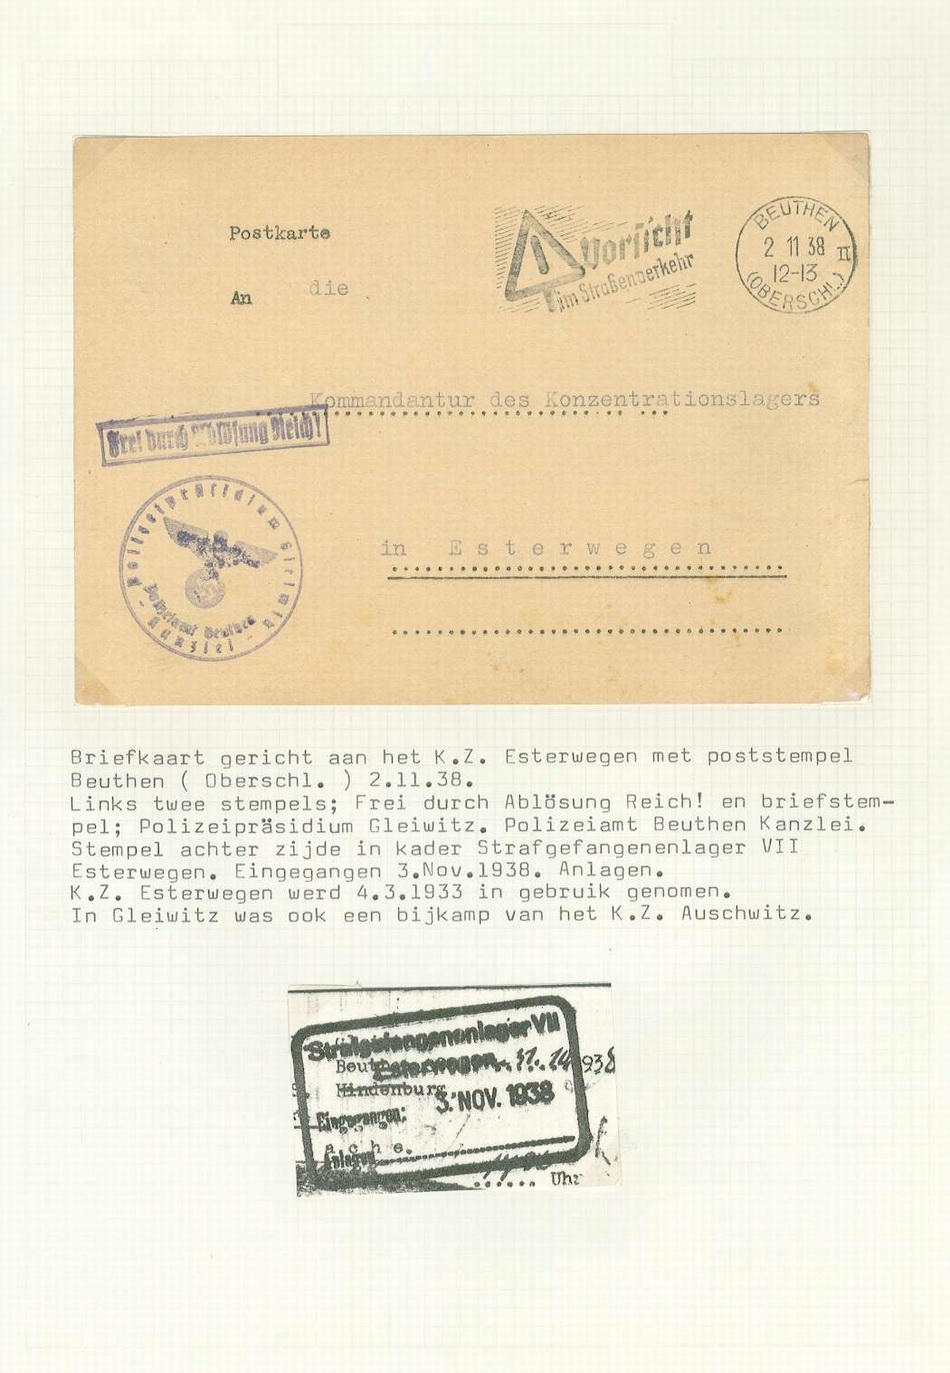 Postkarte
An die
Vorsicht
im Straßenverkehr
BEUTHEN
2 11 38 II
12-13
(OBERSCHL.)
Kommandantur des Konzentrationslagers
Frei durch Ablösung Reich!
in Esterwegen
Polizeipräsidium Gleiwitz
Polizeiamt Beuthen
- Kanzlei -
Briefkaart gericht aan het K.Z. Esterwegen met poststempel
Beuthen ( Oberschl. ) 2.11.38.
Links twee stempels; Frei durch Ablösung Reich! en briefstem-
pel; Polizeipräsidium Gleiwitz. Polizeiamt Beuthen Kanzlei.
Stempel achter zijde in kader Strafgefangenenlager VII
Esterwegen. Eingegangen 3.Nov.1938. Anlagen.
K.Z. Esterwegen werd 4.3.1933 in gebruik genomen.
In Gleiwitz was ook een bijkamp van het K.Z. Auschwitz.
Strafgefangenenlager VII
Esterwegen
Hindenburg
3. NOV. 1938
Eingegangen:
a c h e.
Anlagen
Uhr